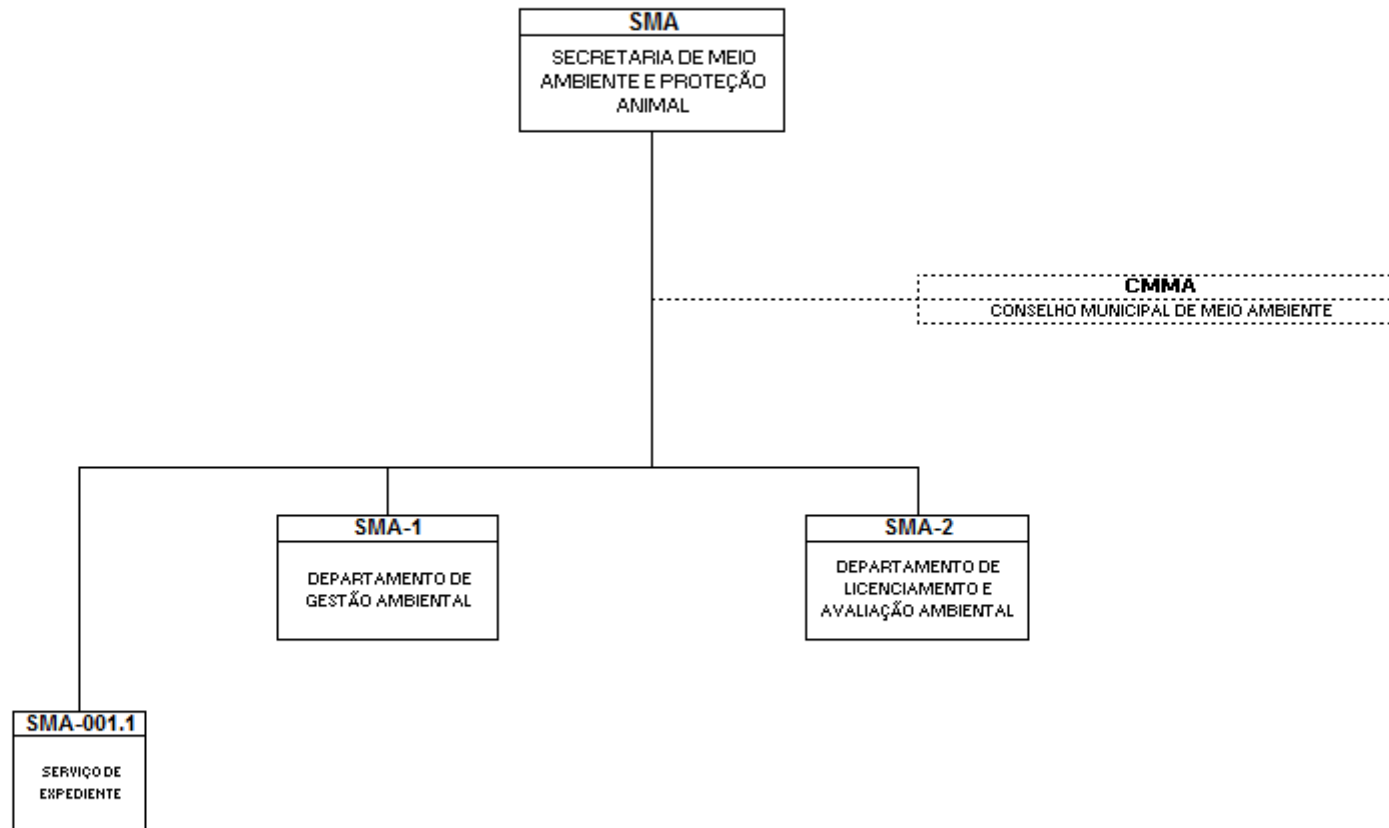 SMA
SECRETARIA DE MEIO
AMBIENTE E PROTEÇÃO
ANIMAL
CMMA
CONSELHO MUNICIPAL DE MEIO AMBIENTE
SMA-1
DEPARTAMENTO DE
GESTÃO AMBIENTAL
SMA-2
DEPARTAMENTO DE
LICENCIAMENTO E
AVALIAÇÃO AMBIENTAL
SMA-001.1
SERVIÇO DE
EXPEDIENTE